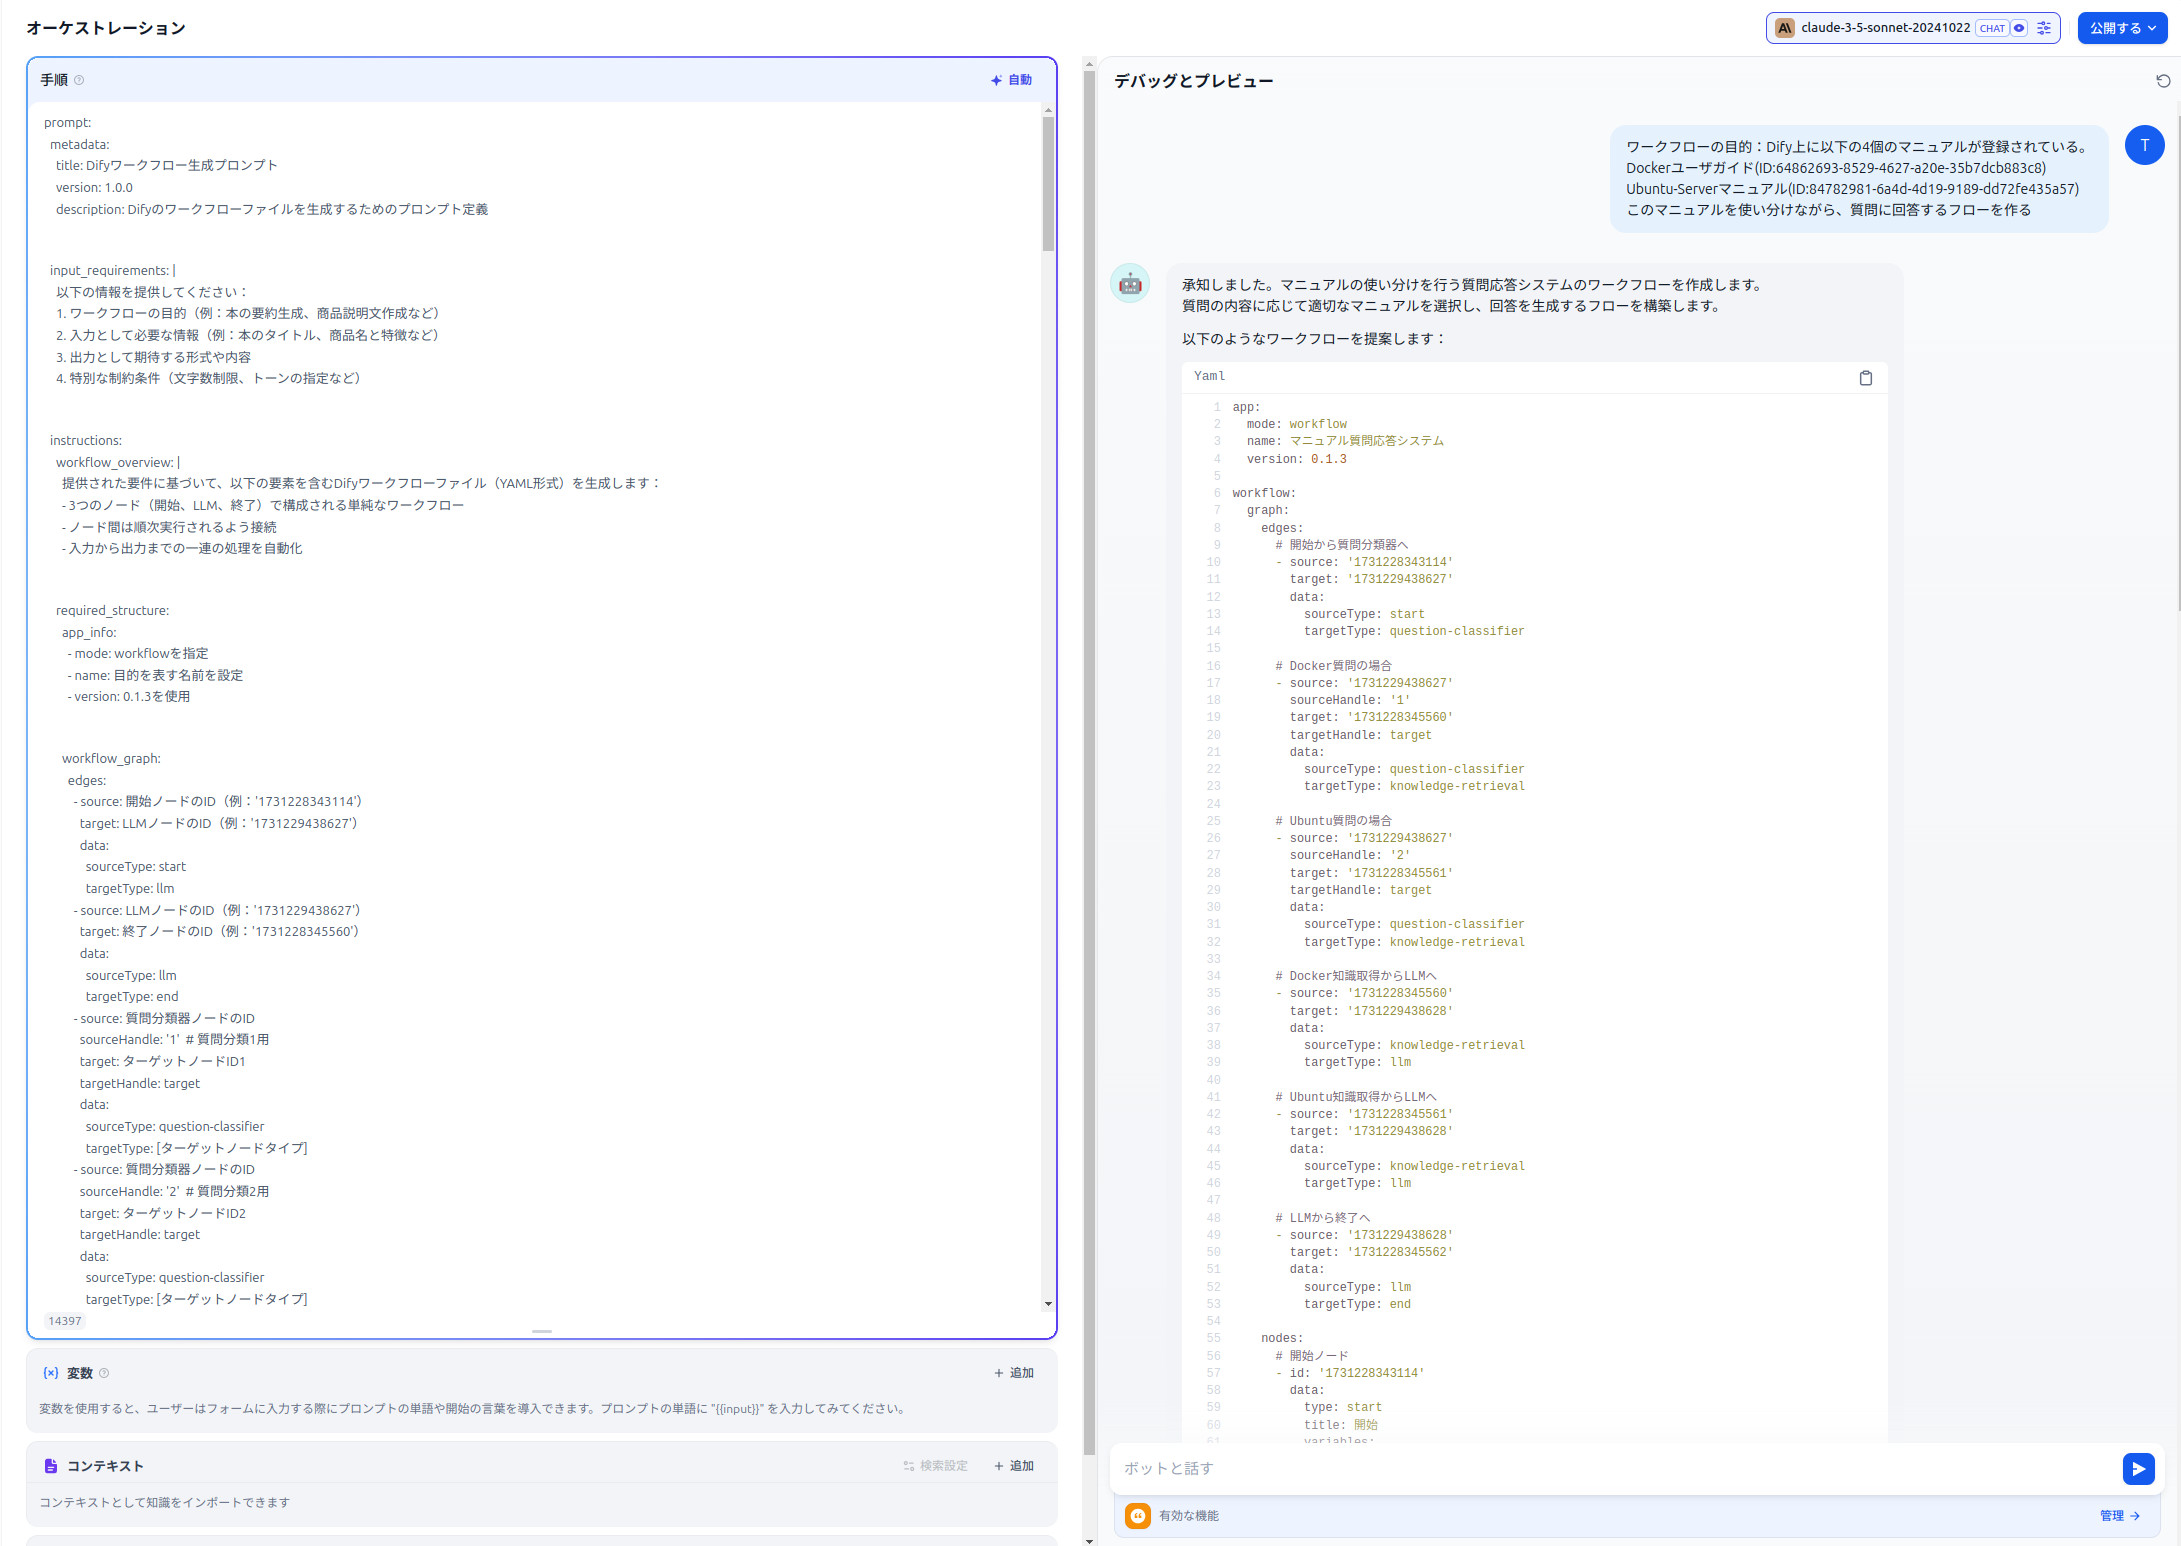 オーケストレーション
claude-3-5-sonnet-20241022 CHAT
公開する
手順
自動
prompt:
metadata:
title: Difyワークフロー生成プロンプト
version: 1.0.0
description: Difyのワークフローファイルを生成するためのプロンプト定義
input_requirements: |
以下の情報を提供してください：
1. ワークフローの目的（例：本の要約生成、商品説明文作成など）
2. 入力として必要な情報（例：本のタイトル、商品名と特徴など）
3. 出力として期待する形式や内容
4. 特別な制約条件（文字数制限、トーンの指定など）
instructions:
workflow_overview: |
提供された要件に基づいて、以下の要素を含むDifyワークフローファイル（YAML形式）を生成します：
- 3つのノード（開始、LLM、終了）で構成される単純なワークフロー
- ノード間は順次実行されるよう接続
- 入力から出力までの一連の処理を自動化
required_structure:
app_info:
- mode: workflowを指定
- name: 目的を表す名前を設定
- version: 0.1.3を使用
workflow_graph:
edges:
- source: 開始ノードのID（例：'1731228343114'）
target: LLMノードのID（例：'1731229438627'）
data:
sourceType: start
targetType: llm
- source: LLMノードのID（例：'1731229438627'）
target: 終了ノードのID（例：'1731228345560'）
data:
sourceType: llm
targetType: end
- source: 質問分類器ノードのID
sourceHandle: '1' # 質問分類1用
target: ターゲットノードID1
targetHandle: target
data:
sourceType: question-classifier
targetType: [ターゲットノードタイプ]
- source: 質問分類器ノードのID
sourceHandle: '2' # 質問分類2用
target: ターゲットノードID2
targetHandle: target
data:
sourceType: question-classifier
targetType: [ターゲットノードタイプ]
14397
{x} 変数
+ 追加
変数を使用すると、ユーザーはフォームに入力する際にプロンプトの単語や開始の言葉を導入できます。プロンプトの単語に "{{input}}" を入力してみてください。
コンテキスト
検索設定
+ 追加
コンテキストとして知識をインポートできます
デバッグとプレビュー
ワークフローの目的：Dify上に以下の4個のマニュアルが登録されている。
Dockerユーザガイド(ID:64862693-8529-4627-a20e-35b7dcb883c8)
Ubuntu-Serverマニュアル(ID:84782981-6a4d-4d19-9189-dd72fe435a57)
このマニュアルを使い分けながら、質問に回答するフローを作る
T
承知しました。マニュアルの使い分けを行う質問応答システムのワークフローを作成します。
質問の内容に応じて適切なマニュアルを選択し、回答を生成するフローを構築します。
以下のようなワークフローを提案します：
Yaml
1 app:
2 mode: workflow
3 name: マニュアル質問応答システム
4 version: 0.1.3
5
6 workflow:
7 graph:
8 edges:
9 # 開始から質問分類器へ
10 - source: '1731228343114'
11 target: '1731229438627'
12 data:
13 sourceType: start
14 targetType: question-classifier
15
16 # Docker質問の場合
17 - source: '1731229438627'
18 sourceHandle: '1'
19 target: '1731228345560'
20 targetHandle: target
21 data:
22 sourceType: question-classifier
23 targetType: knowledge-retrieval
24
25 # Ubuntu質問の場合
26 - source: '1731229438627'
27 sourceHandle: '2'
28 target: '1731228345561'
29 targetHandle: target
30 data:
31 sourceType: question-classifier
32 targetType: knowledge-retrieval
33
34 # Docker知識取得からLLMへ
35 - source: '1731228345560'
36 target: '1731229438628'
37 data:
38 sourceType: knowledge-retrieval
39 targetType: llm
40
41 # Ubuntu知識取得からLLMへ
42 - source: '1731228345561'
43 target: '1731229438628'
44 data:
45 sourceType: knowledge-retrieval
46 targetType: llm
47
48 # LLMから終了へ
49 - source: '1731229438628'
50 target: '1731228345562'
51 data:
52 sourceType: llm
53 targetType: end
54
55 nodes:
56 # 開始ノード
57 - id: '1731228343114'
58 data:
59 type: start
60 title: 開始
61 variables:
ボットと話す
有効な機能
管理 →